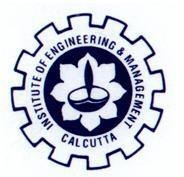 INSTITUTE OF ENGINEERING & MANAGEMENT
CALCUTTA